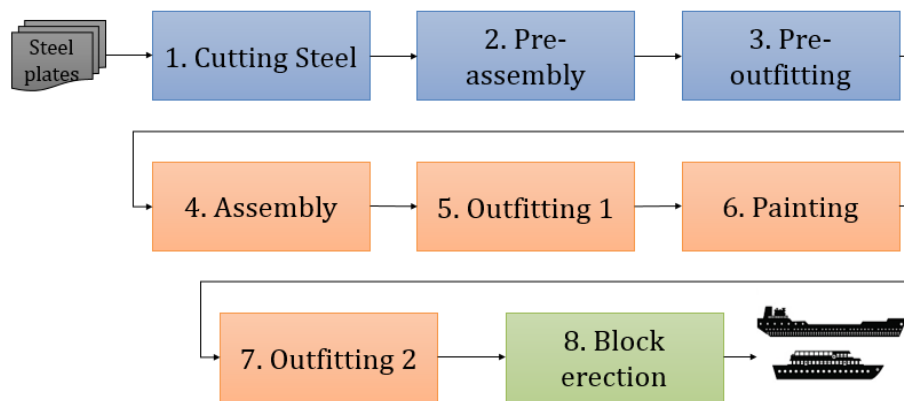 Steel
plates
1. Cutting Steel
2. Pre-
assembly
3. Pre-
outfitting
4. Assembly
5. Outfitting 1
6. Painting
7. Outfitting 2
8. Block
erection